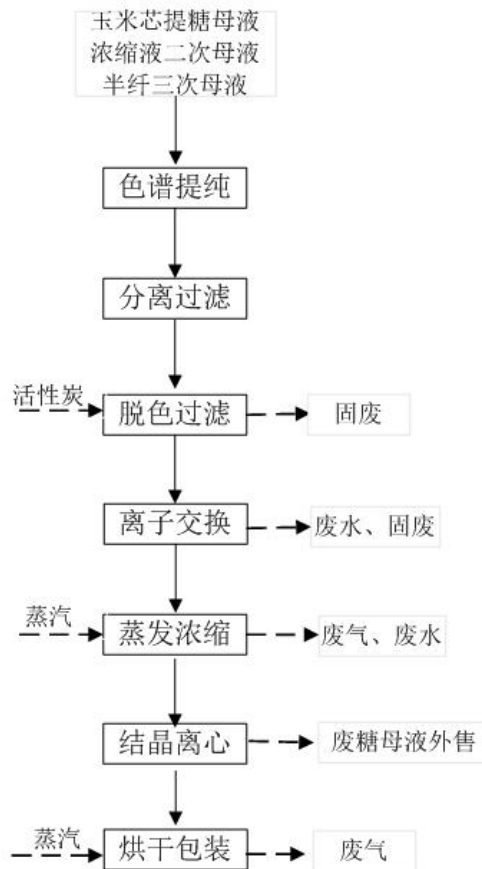 玉米芯提糖母液
浓缩液二次母液
半纤三次母液
色谱提纯
分离过滤
活性炭
脱色过滤
固废
离子交换
废水、固废
蒸汽
蒸发浓缩
废气、废水
结晶离心
废糖母液外售
蒸汽
烘干包装
废气